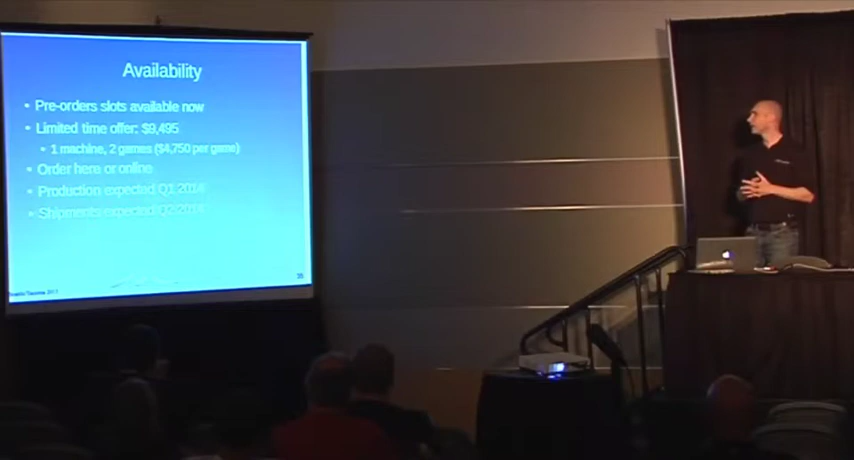 Availability
• Pre-orders slots available now
• Limited time offer: $9,495
• 1 machine, 2 games ($4,750 per game)
• Order here or online
• Production expected Q1 2014
• Shipments expected Q2 2014
35